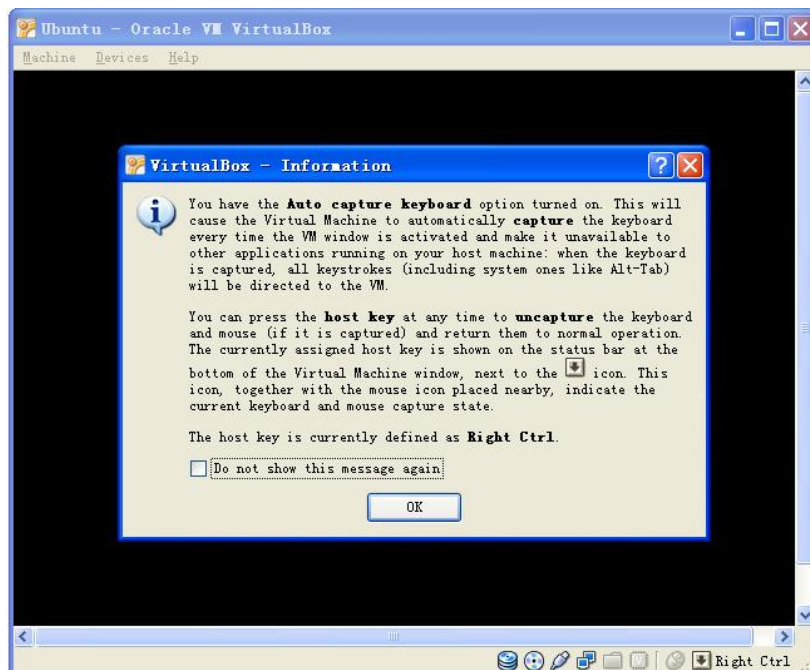 Ubuntu - Oracle VM VirtualBox
Machine Devices Help
VirtualBox - Information
You have the Auto capture keyboard option turned on. This will
cause the Virtual Machine to automatically capture the keyboard
every time the VM window is activated and make it unavailable to
other applications running on your host machine: when the keyboard
is captured, all keystrokes (including system ones like Alt-Tab)
will be directed to the VM.
You can press the host key at any time to uncapture the keyboard
and mouse (if it is captured) and return them to normal operation.
The currently assigned host key is shown on the status bar at the
bottom of the Virtual Machine window, next to the icon. This
icon, together with the mouse icon placed nearby, indicate the
current keyboard and mouse capture state.
The host key is currently defined as Right Ctrl.
Do not show this message again
OK
Right Ctrl